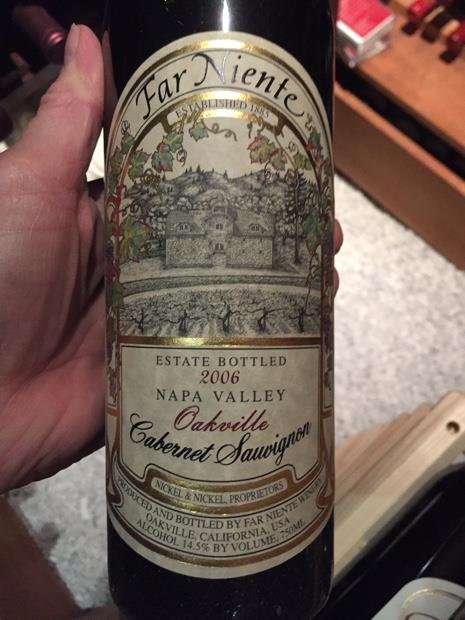 Far Niente
ESTABLISHED 1885
ESTATE BOTTLED
2006
NAPA VALLEY
Oakville
Cabernet Sauvignon
NICKEL & NICKEL, PROPRIETORS
PRODUCED AND BOTTLED BY FAR NIENTE WINERY
OAKVILLE, CALIFORNIA, USA
ALCOHOL 14.5% BY VOLUME, 750ML